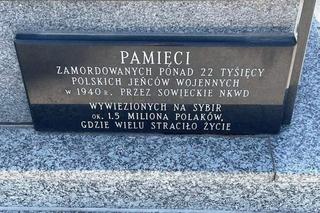 PAMIĘCI
ZAMORDOWANYCH PONAD 22 TYSIĘCY
POLSKICH JEŃCÓW WOJENNYCH
W 1940 R. PRZEZ SOWIECKIE NKWD
WYWIEZIONYCH NA SYBIR
OK. 1.5 MILIONA POLAKÓW,
GDZIE WIELU STRACIŁO ŻYCIE